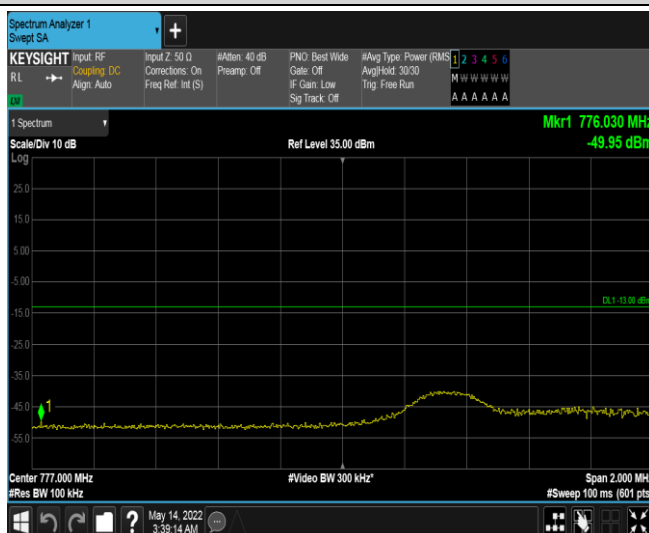 Spectrum Analyzer 1
Swept SA
+
KEYSIGHT Input: RF Input Z: 50 Ω #Atten: 40 dB PNO: Best Wide #Avg Type: Power (RMS 1 2 3 4 5 6
RL Coupling: DC Corrections: On Preamp: Off Gate: Off Avg|Hold: 30/30 M W W W W W
Align: Auto Freq Ref: Int (S) IF Gain: Low Trig: Free Run
Sig Track: Off A A A A A A
1 Spectrum Mkr1 776.030 MHz
Scale/Div 10 dB Ref Level 35.00 dBm -49.95 dBm
Log
25.0
15.0
5.00
-5.00
DL1 -13.00 dBm
-15.0
-25.0
-35.0
-45.0
1
-55.0
Center 777.000 MHz #Video BW 300 kHz* Span 2.000 MHz
#Res BW 100 kHz #Sweep 100 ms (601 pts
? May 14, 2022
3:39:14 AM